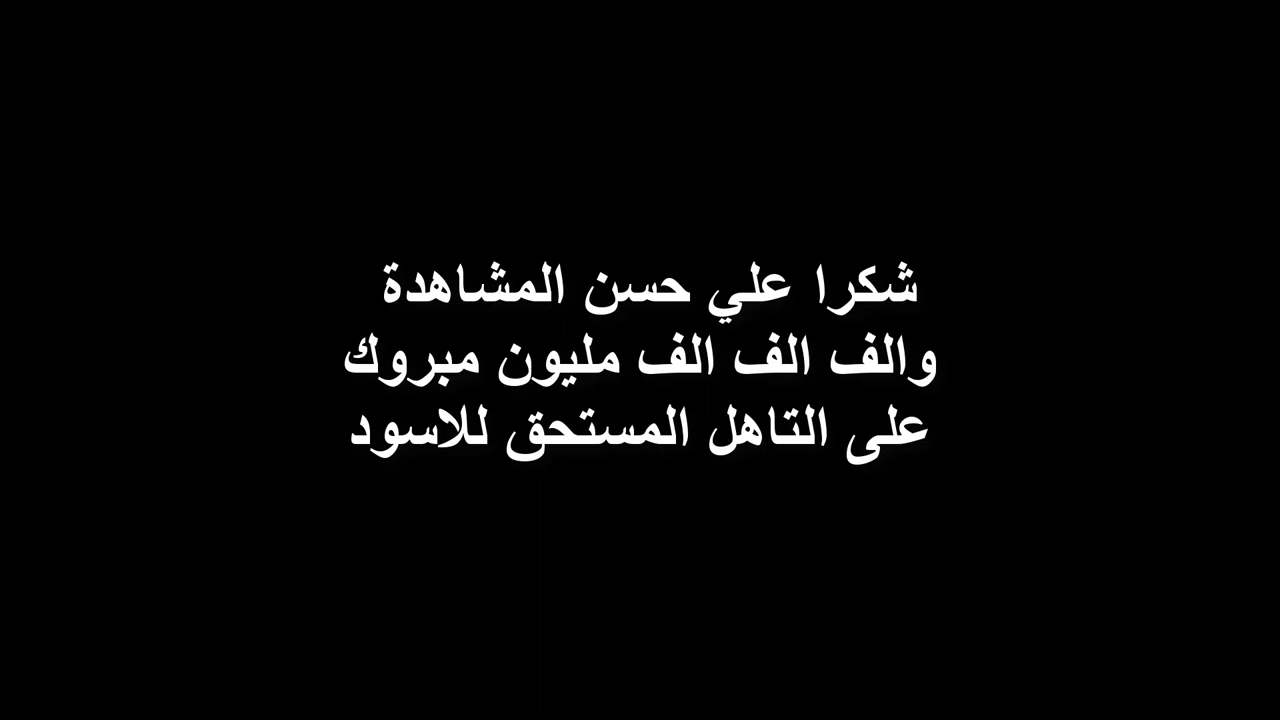 شكرا علي حسن المشاهدة
والف الف الف مليون مبروك
على التاهل المستحق للاسود